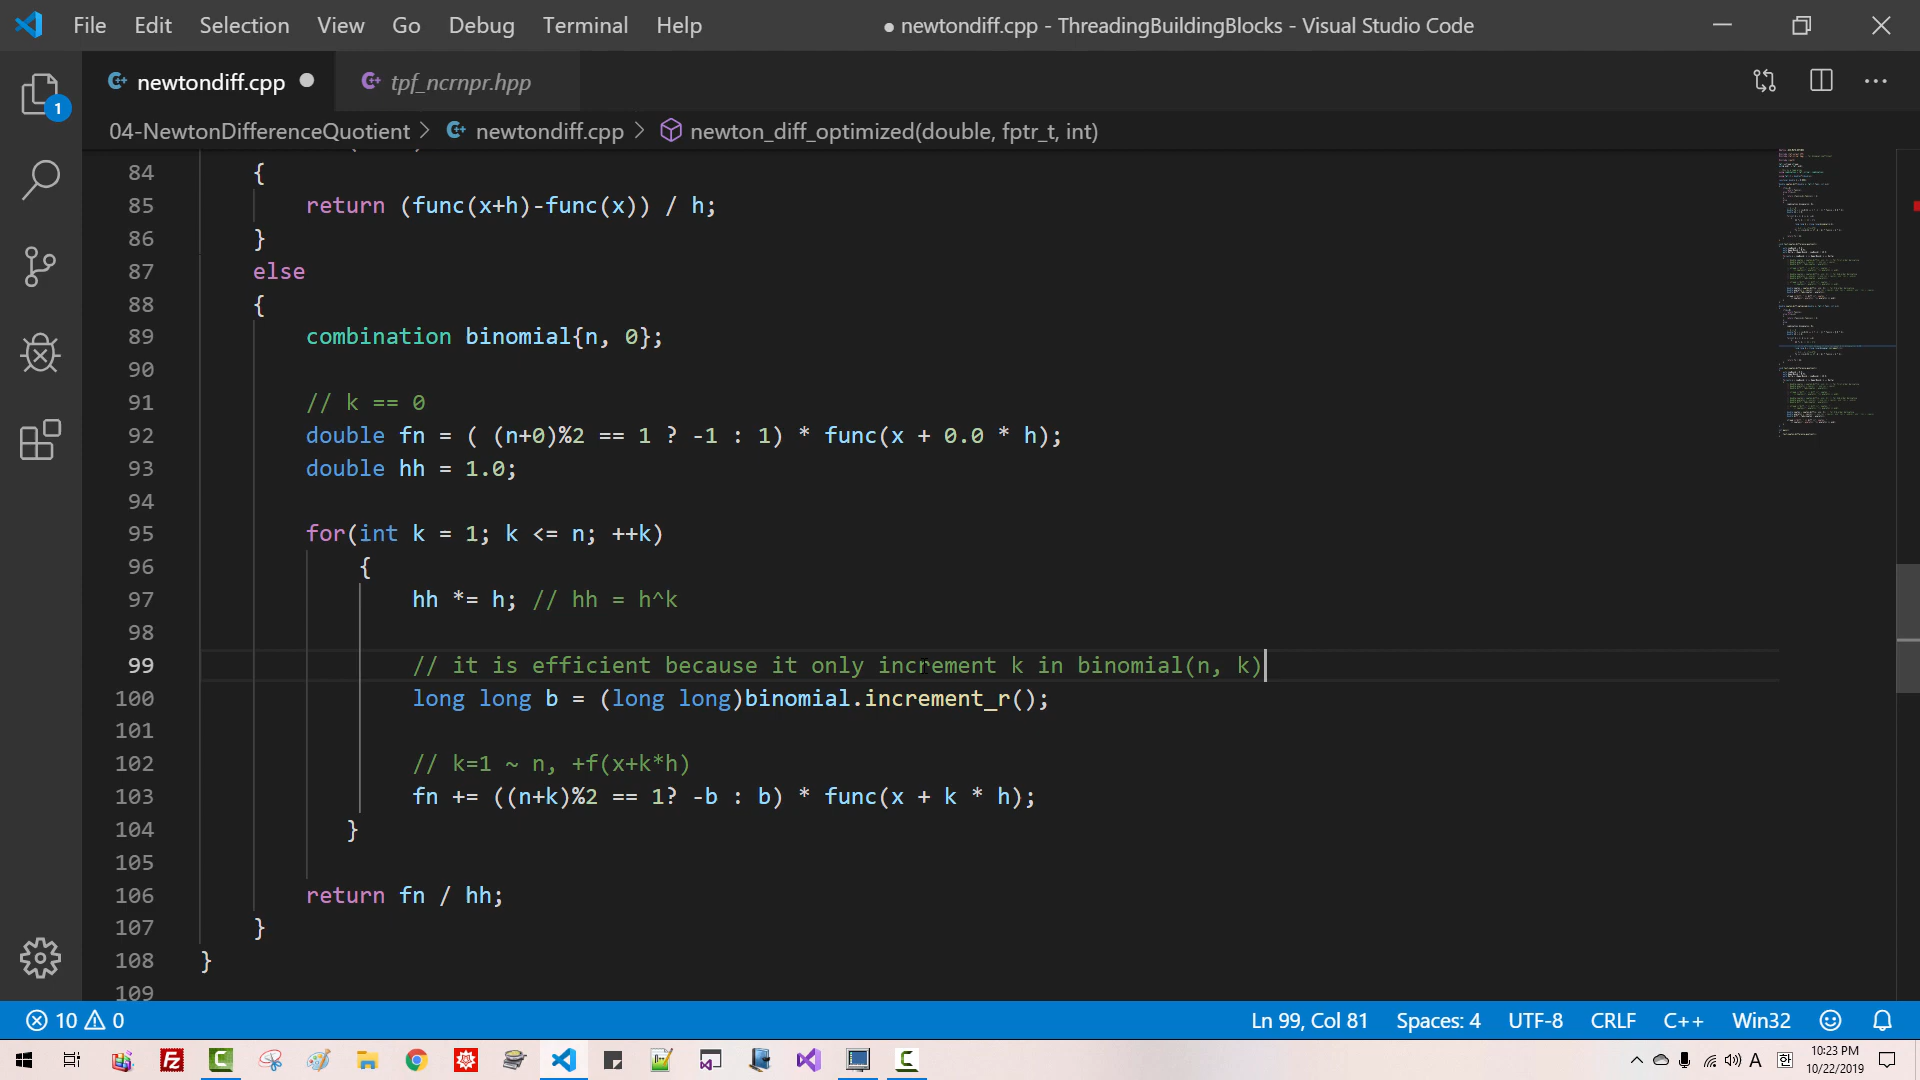 File Edit Selection View Go Debug Terminal Help ● newtondiff.cpp - ThreadingBuildingBlocks - Visual Studio Code
newtondiff.cpp tpf_ncrnpr.hpp
1
04-NewtonDifferenceQuotient > newtondiff.cpp > newton_diff_optimized(double, fptr_t, int)
84 {
85 return (func(x+h)-func(x)) / h;
86 }
87 else
88 {
89 combination binomial{n, 0};
90
91 // k == 0
92 double fn = ( (n+0)%2 == 1 ? -1 : 1) * func(x + 0.0 * h);
93 double hh = 1.0;
94
95 for(int k = 1; k <= n; ++k)
96 {
97 hh *= h; // hh = h^k
98
99 // it is efficient because it only increment k in binomial(n, k)
100 long long b = (long long)binomial.increment_r();
101
102 // k=1 ~ n, +f(x+k*h)
103 fn += ((n+k)%2 == 1? -b : b) * func(x + k * h);
104 }
105
106 return fn / hh;
107 }
108 }
109
10 0 Ln 99, Col 81 Spaces: 4 UTF-8 CRLF C++ Win32
A 한 10:23 PM
10/22/2019